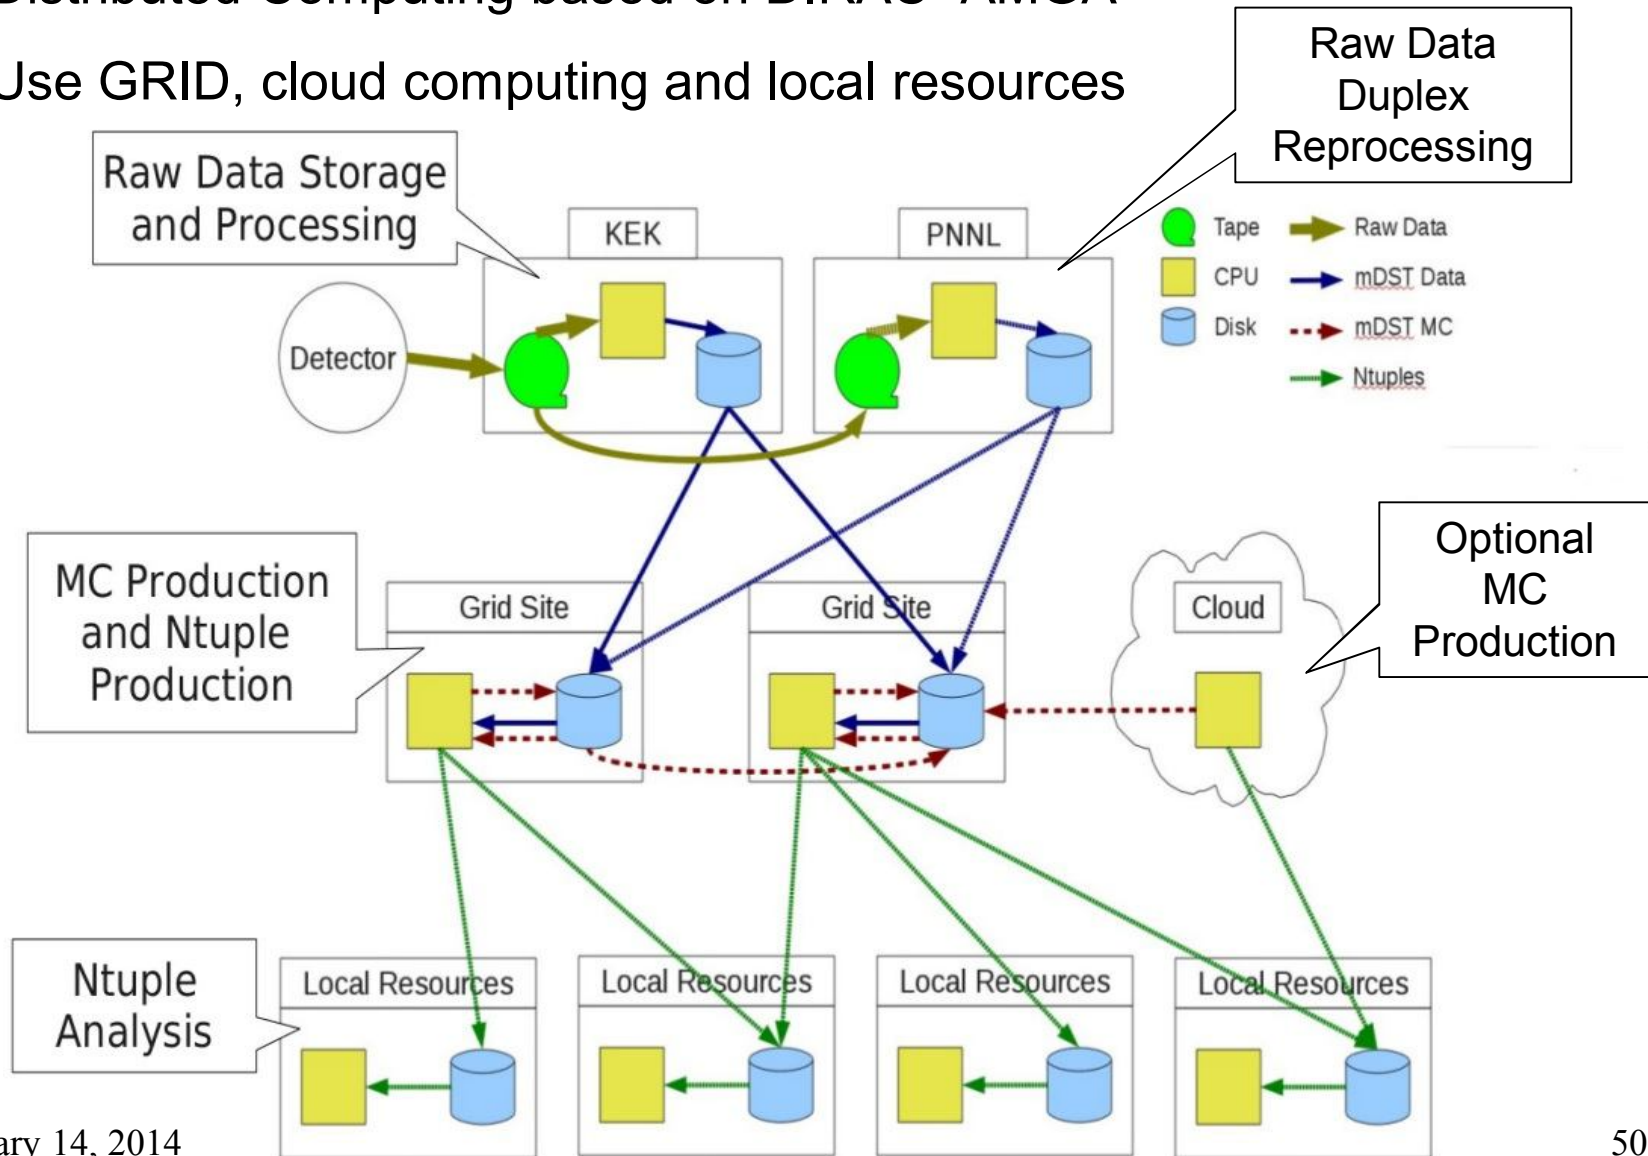 Use GRID, cloud computing and local resources
Raw Data
Duplex
Reprocessing
Raw Data Storage
and Processing
KEK
PNNL
Tape
Raw Data
CPU
mDST Data
Disk
mDST MC
Ntuples
Detector
MC Production
and Ntuple
Production
Grid Site
Grid Site
Cloud
Optional
MC
Production
Ntuple
Analysis
Local Resources
Local Resources
Local Resources
Local Resources
14, 2014
50